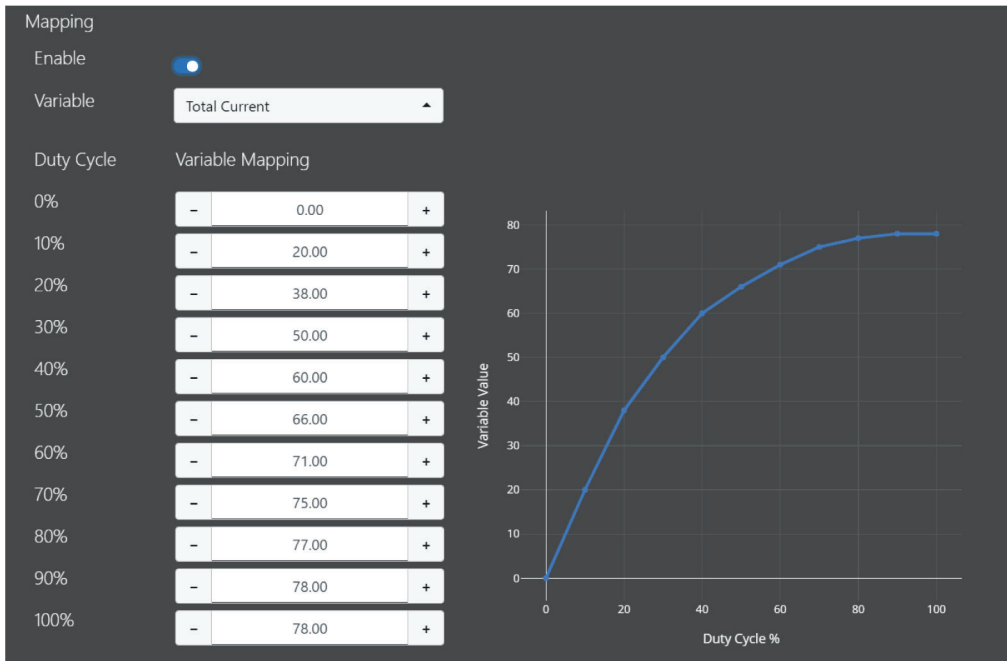 Mapping
Enable
Variable
Total Current
Duty Cycle Variable Mapping
0% - 0.00 +
10% - 20.00 +
20% - 38.00 +
30% - 50.00 +
40% - 60.00 +
50% - 66.00 +
60% - 71.00 +
70% - 75.00 +
80% - 77.00 +
90% - 78.00 +
100% - 78.00 +
Variable Value
80
70
60
50
40
30
20
10
0
0 20 40 60 80 100
Duty Cycle %